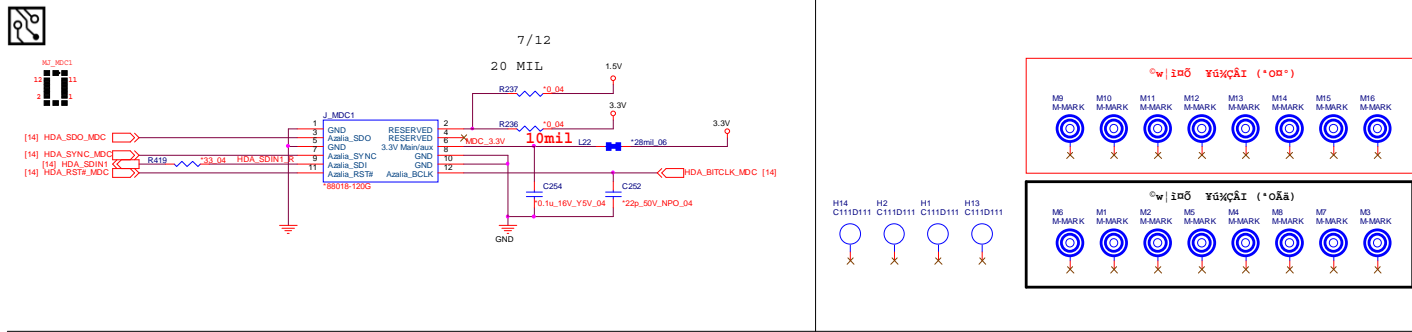 7/12
20 MIL
MJ_MDC1
12 11
2 1
1.5V
R237 *0_04
3.3V
R236 *0_04
3.3V
10mil L22 *28mil_06
MDC_3.3V
J_MDC1
1 GND RESERVED 2
3 Azalia_SDO RESERVED 4
5 GND 3.3V Main/aux 6
7 Azalia_SYNC GND 8
9 Azalia_SDI GND 10
11 Azalia_RST# Azalia_BCLK 12
*88018-120G
[14] HDA_SDO_MDC
[14] HDA_SYNC_MDC
[14] HDA_SDIN1 R419 *33_04 HDA_SDIN1_R
[14] HDA_RST#_MDC
HDA_BITCLK_MDC [14]
C254
*0.1u_16V_Y5V_04
C252
*22p_50V_NPO_04
GND
H14 H2 H1 H13
C111D111 C111D111 C111D111 C111D111
©w¦ì¤Õ ¥ú¾ÇÂI (ªO¤º)
M9 M10 M11 M12 M13 M14 M15 M16
M-MARK M-MARK M-MARK M-MARK M-MARK M-MARK M-MARK M-MARK
©w¦ì¤Õ ¥ú¾ÇÂI (ªOÃä)
M6 M1 M2 M5 M4 M8 M7 M3
M-MARK M-MARK M-MARK M-MARK M-MARK M-MARK M-MARK M-MARK